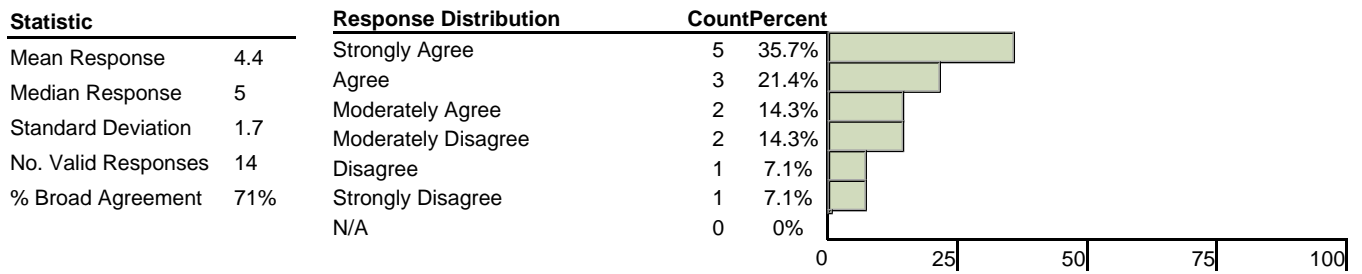 Statistic
Mean Response 4.4
Median Response 5
Standard Deviation 1.7
No. Valid Responses 14
% Broad Agreement 71%
Response Distribution CountPercent
Strongly Agree 5 35.7%
Agree 3 21.4%
Moderately Agree 2 14.3%
Moderately Disagree 2 14.3%
Disagree 1 7.1%
Strongly Disagree 1 7.1%
N/A 0 0%
0 25 50 75 100